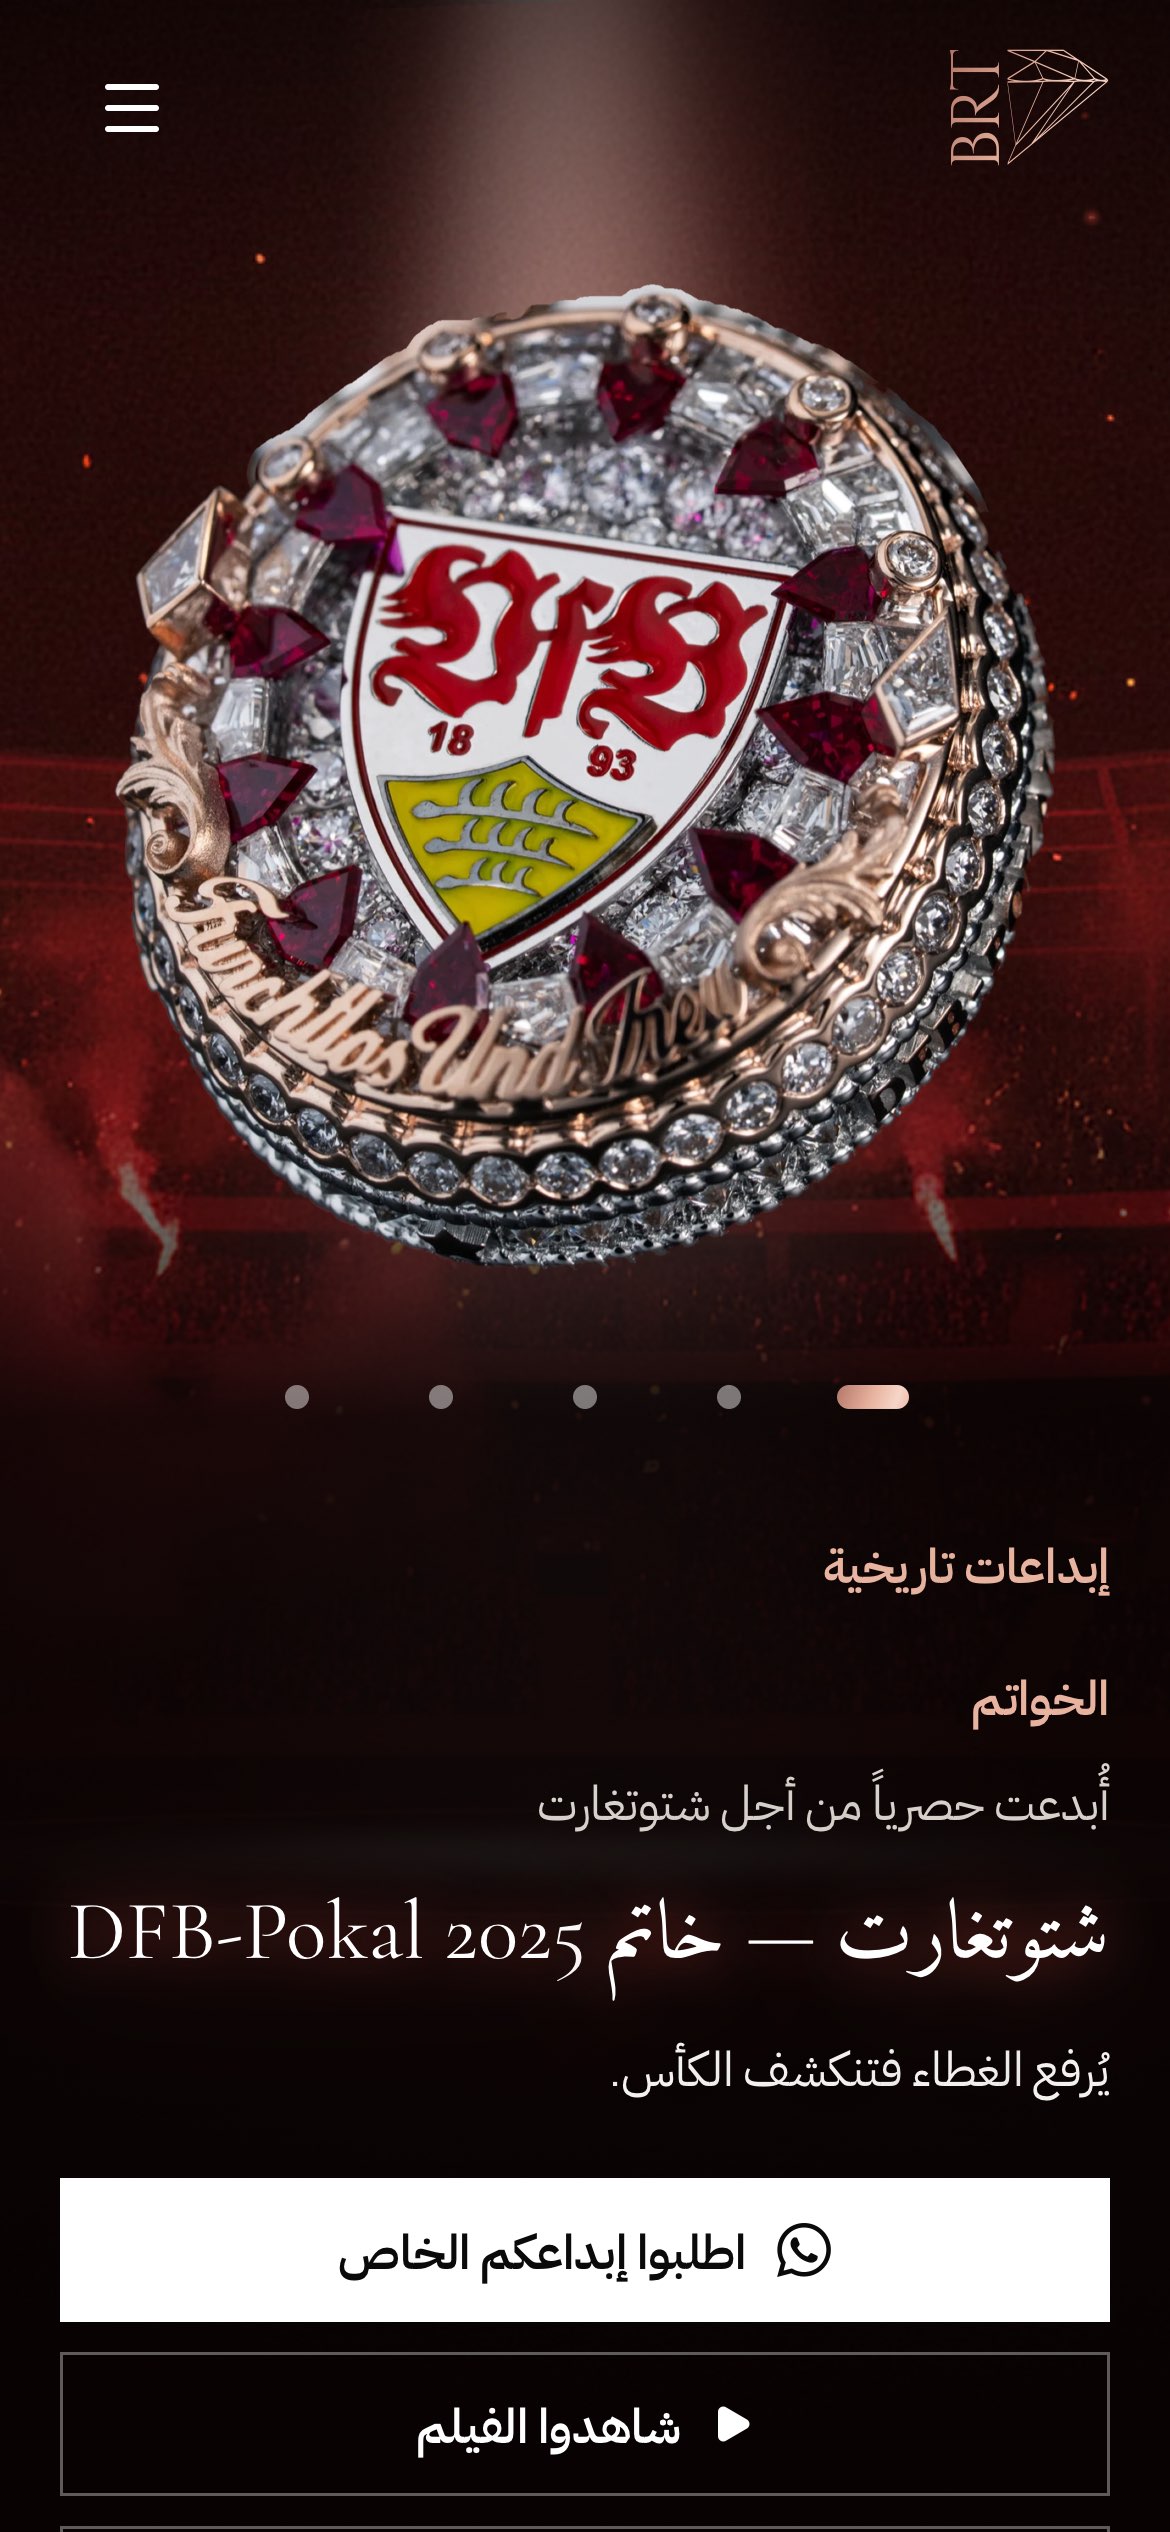 BRT
VfB
18 93
Furchtlos Und Treu
DFB
إبداعات تاريخية
الخواتم
أُبدعت حصرياً من أجل شتوتغارت
شتوتغارت — خاتم DFB-Pokal 2025
يُرفع الغطاء فتنكشف الكأس.
اطلبوا إبداعكم الخاص
شاهدوا الفيلم